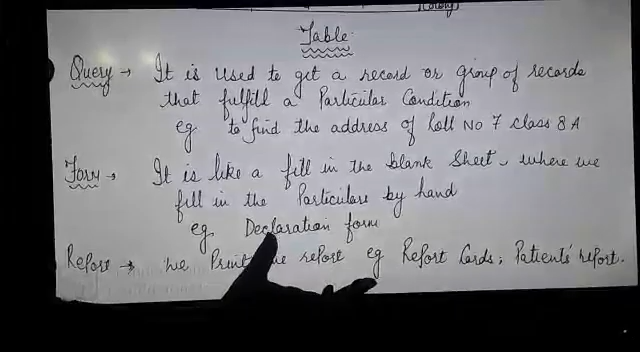 Table
Query → It is used to get a record or group of records
that fulfill a Particular Condition
eg to find the address of Roll No 7 class 8A
Form → It is like a fill in the blank Sheet, where we
fill in the Particulars by hand
eg Declaration form
Report → We Print the report eg Report Cards, Patients' report.